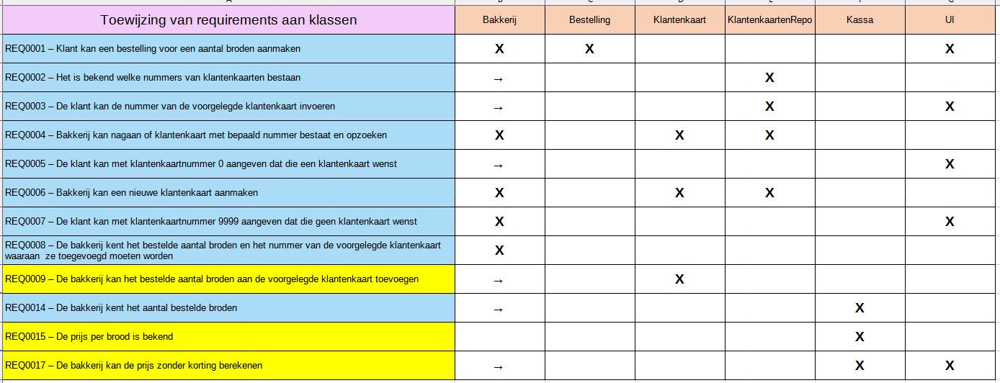 Toewijzing van requirements aan klassen Bakkerij Bestelling Klantenkaart KlantenkaartenRepo Kassa UI
REQ0001 – Klant kan een bestelling voor een aantal broden aanmaken X X X
REQ0002 – Het is bekend welke nummers van klantenkaarten bestaan → X
REQ0003 – De klant kan de nummer van de voorgelegde klantenkaart invoeren → X X
REQ0004 – Bakkerij kan nagaan of klantenkaart met bepaald nummer bestaat en opzoeken X X X
REQ0005 – De klant kan met klantenkaartnummer 0 aangeven dat die een klantenkaart wenst → X
REQ0006 – Bakkerij kan een nieuwe klantenkaart aanmaken X X X
REQ0007 – De klant kan met klantenkaartnummer 9999 aangeven dat die geen klantenkaart wenst X X
REQ0008 – De bakkerij kent het bestelde aantal broden en het nummer van de voorgelegde klantenkaart
waaraan ze toegevoegd moeten worden X
REQ0009 – De bakkerij kan het bestelde aantal broden aan de voorgelegde klantenkaart toevoegen → X
REQ0014 – De bakkerij kent het aantal bestelde broden → X
REQ0015 – De prijs per brood is bekend X
REQ0017 – De bakkerij kan de prijs zonder korting berekenen → X X